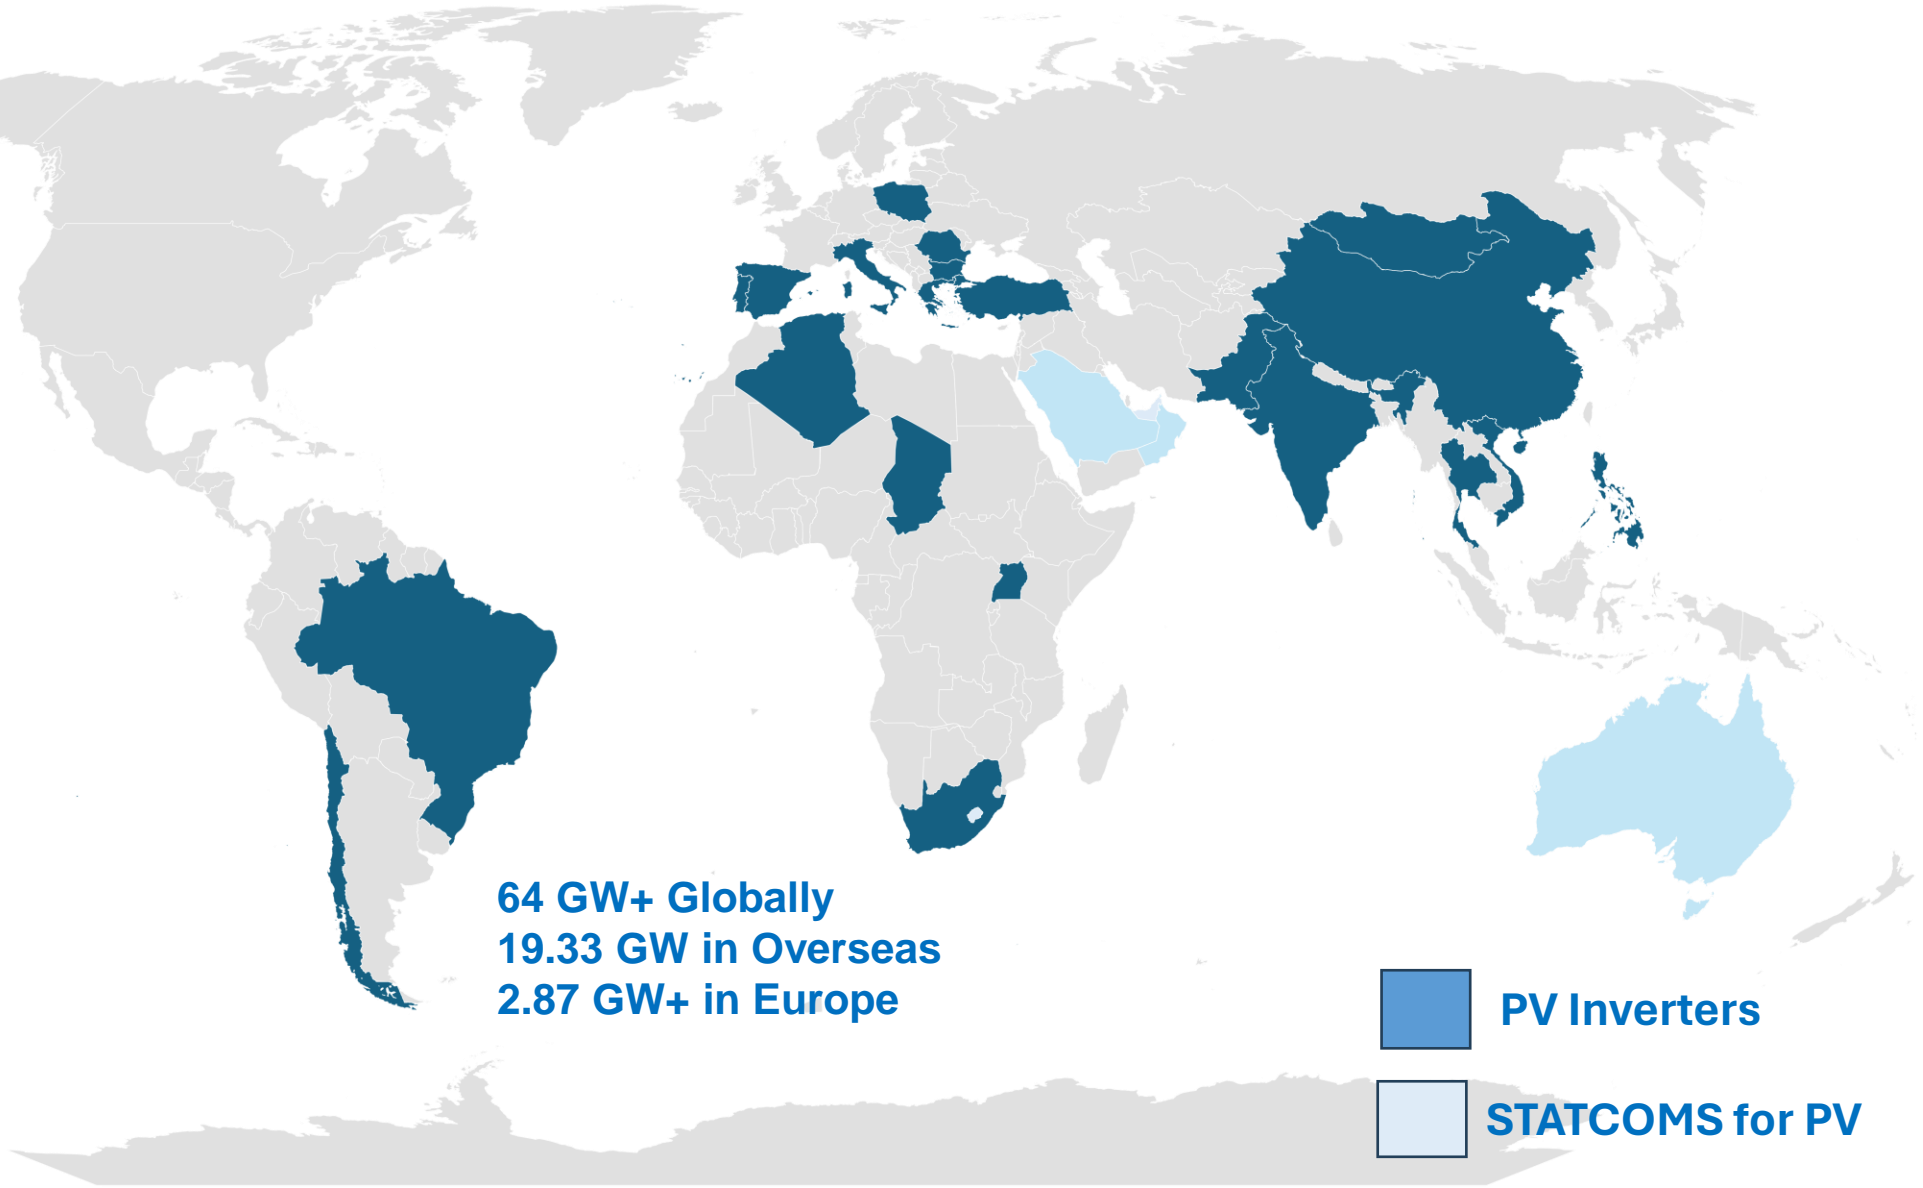 64 GW+ Globally
19.33 GW in Overseas
2.87 GW+ in Europe
PV Inverters
STATCOMS for PV